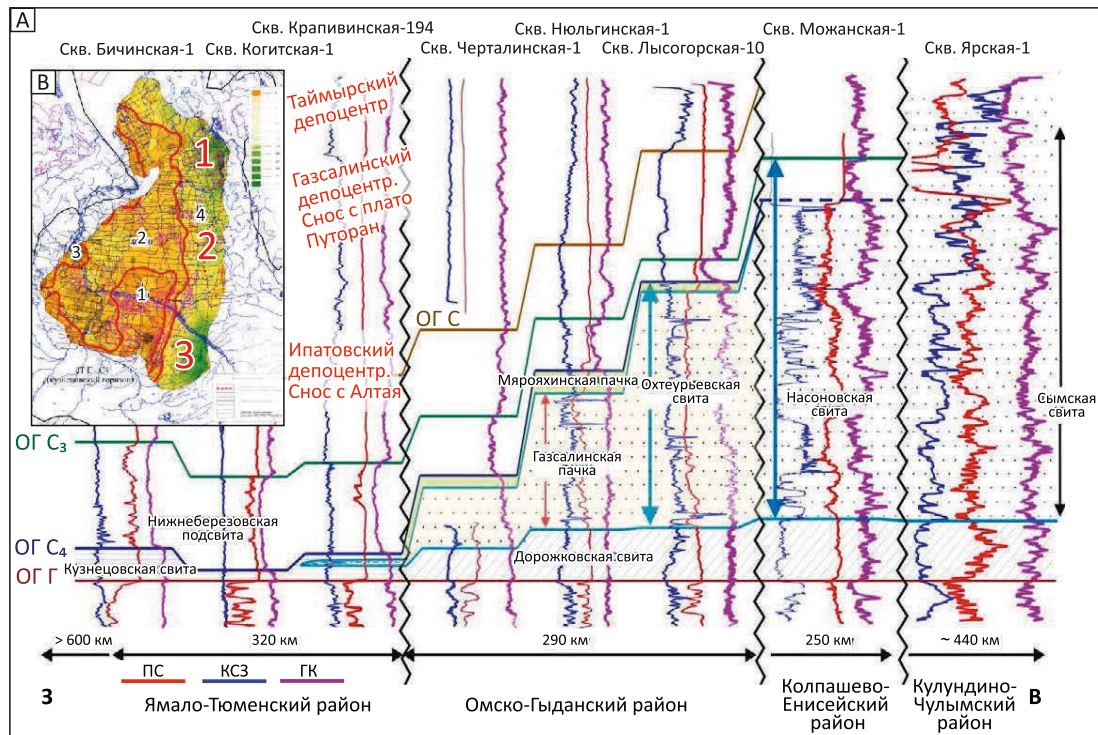 A
Скв. Бичинская-1
Скв. Крапивинская-194
Скв. Когитская-1
Скв. Черталинская-1
Скв. Нюльгинская-1
Скв. Лысогорская-10
Скв. Можанская-1
Скв. Ярская-1
B
1
4
2
2
3
1
3
Таймырский
депоцентр
Газсалинский
депоцентр.
Снос с плато
Путоран
Ипатовский
депоцентр.
Снос с Алтая
ОГ С
ОГ С₃
ОГ С₄
ОГ Г
Мярояхинская пачка
Охтеурьевская
свита
Насоновская
свита
Сымская
свита
Газсалинская
пачка
Нижнеберезовская
подсвита
Кузнецовская свита
Дорожковская свита
> 600 км
320 км
290 км
250 км
~ 440 км
ПС
КСЗ
ГК
З
Ямало-Тюменский район
Омско-Гыданский район
Колпашево-
Енисейский
район
Кулундино-
Чулымский
район
В